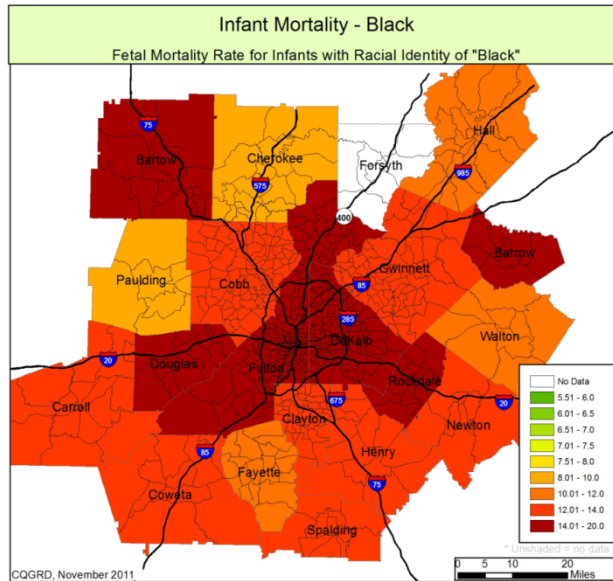 Infant Mortality - Black
Fetal Mortality Rate for Infants with Racial Identity of "Black"
75
Bartow
Cherokee
575
Forsyth
Hall
985
400
Paulding
Cobb
Gwinnett
85
Barrow
285
Walton
20
Douglas
Fulton
DeKalb
Rockdale
Carroll
675
Clayton
Newton
20
Henry
85
Fayette
75
Coweta
Spalding
No Data
5.51 - 6.0
6.01 - 6.5
6.51 - 7.0
7.01 - 7.5
7.51 - 8.0
8.01 - 10.0
10.01 - 12.0
12.01 - 14.0
14.01 - 20.0
* Unshaded = no data
0 5 10 20
Miles
CQGRD, November 2011